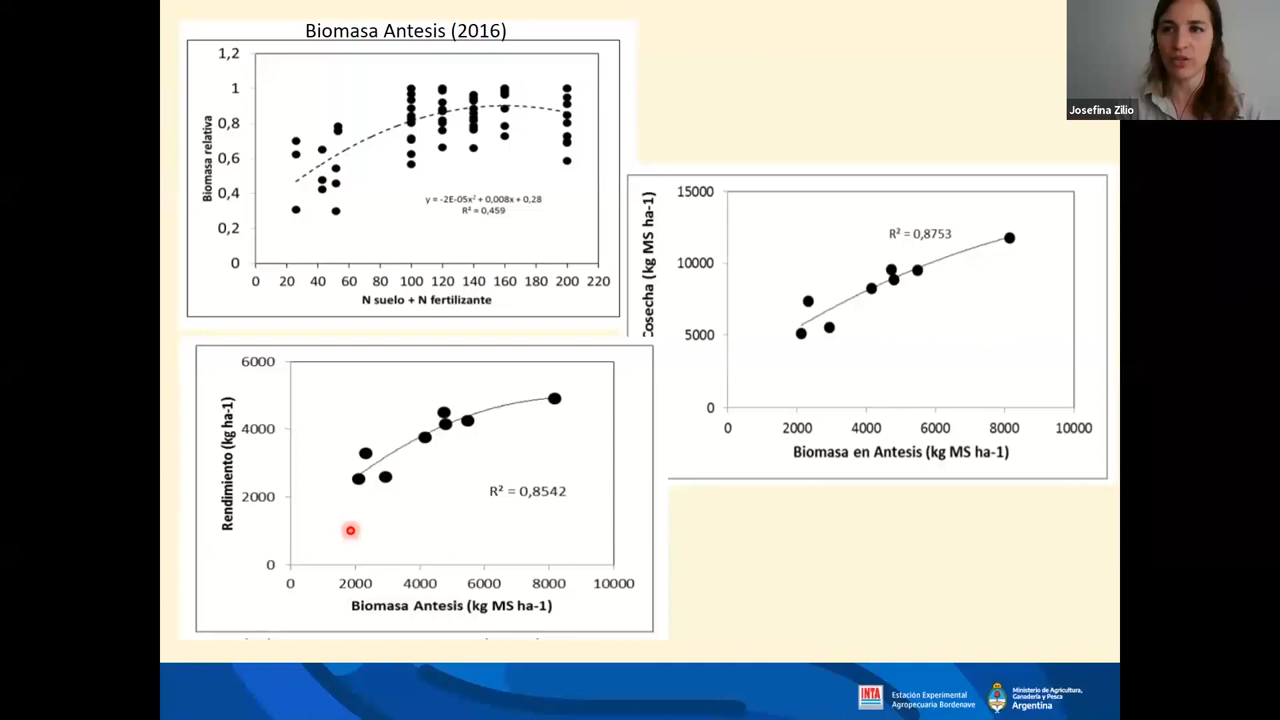 Biomasa Antesis (2016)
Josefina Zilio
1,2
1
0,8
0,6
0,4
0,2
0
Biomasa relativa
y = -2E-05x² + 0,008x + 0,28
R² = 0,459
0 20 40 60 80 100 120 140 160 180 200 220
N suelo + N fertilizante
15000
10000
5000
0
Cosecha (kg MS ha-1)
R² = 0,8753
0 2000 4000 6000 8000 10000
Biomasa en Antesis (kg MS ha-1)
6000
4000
2000
0
Rendimiento (kg ha-1)
R² = 0,8542
0 2000 4000 6000 8000 10000
Biomasa Antesis (kg MS ha-1)
INTA
Estación Experimental
Agropecuaria Bordenave
Ministerio de Agricultura,
Ganadería y Pesca
Argentina